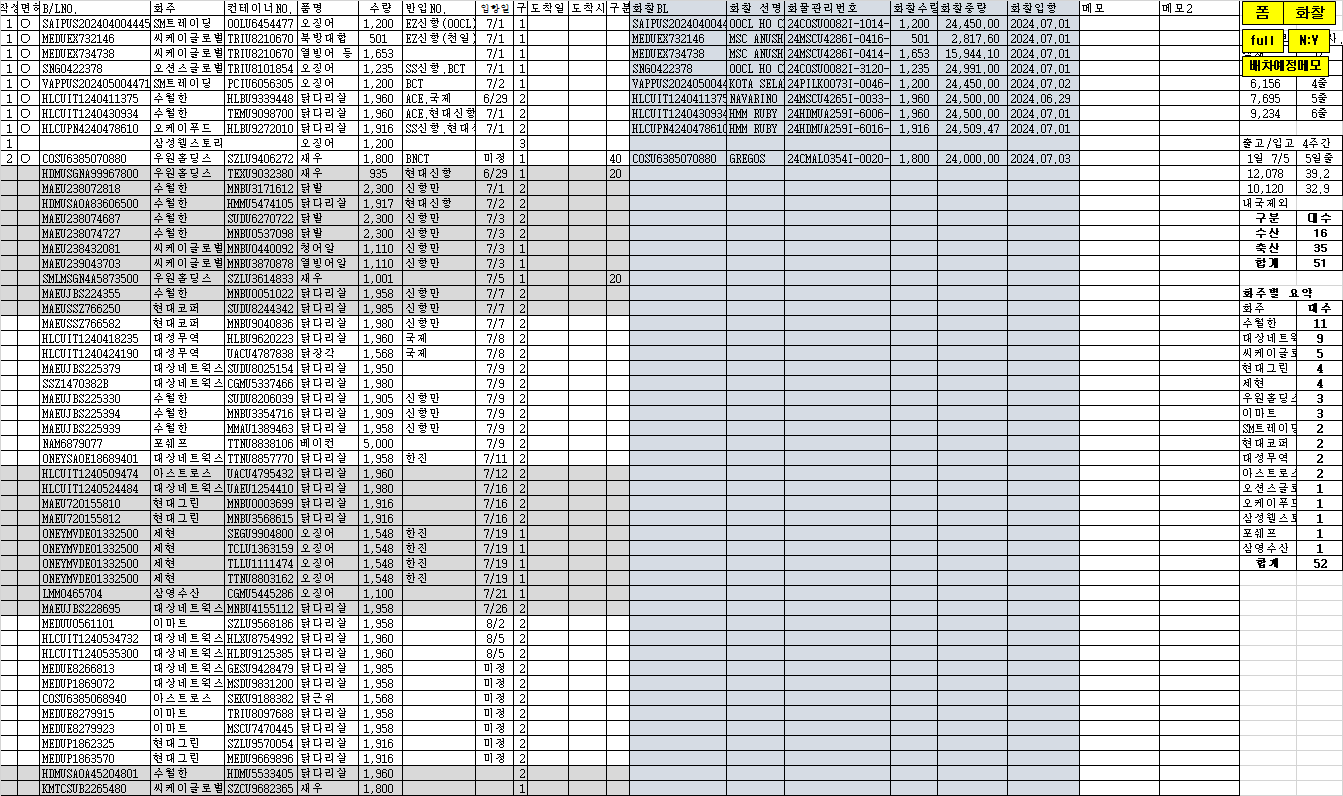 작성 면허 B/LNO. 화주 컨테이너NO. 품명 수량 반입NO. 입항일 구 도착일 도착시 구분 화찰BL 화찰 선명 화물관리번호 화찰수량 화찰중량 화찰입항 메모 메모2 폼 화찰
1 ○ SAIPUS202404004445 SM트레이딩 OOLU6454477 오징어 1,200 EZ신항(OOCL) 7/1 1 SAIPUS2024040044 OOCL HO C 24COSU0082I-1014- 1,200 24,450.00 2024.07.01
1 ○ MEDUEX732146 씨케이글로벌 TRIU8210670 북방대합 501 EZ신항(천일) 7/1 1 MEDUEX732146 MSC ANUSH 24MSCU4286I-0416- 501 2,817.60 2024.07.01 full N:Y
1 ○ MEDUEX734738 씨케이글로벌 TRIU8210670 열빙어 등 1,653 7/1 1 MEDUEX734738 MSC ANUSH 24MSCU4286I-0414- 1,653 15,944.10 2024.07.01
1 ○ SNG0422378 오션스글로벌 TRIU8101854 오징어 1,235 SS신항,BCT 7/1 1 SNG0422378 OOCL HO C 24COSU0082I-3120- 1,235 24,991.00 2024.07.01 배차예정메모
1 ○ VAPPUS202405004471 SM트레이딩 PCIU6056305 오징어 1,200 BCT 7/2 1 VAPPUS2024050044 KOTA SELA 24PILK0073I-0046- 1,200 24,450.00 2024.07.02 6,156 4줄
1 ○ HLCUIT1240411375 수월한 HLBU9339448 닭다리살 1,960 ACE,국제 6/29 2 HLCUIT1240411375 NAVARINO 24MSCU4265I-0033- 1,960 24,500.00 2024.06.29 7,695 5줄
1 ○ HLCUIT1240430934 수월한 TEMU9098700 닭다리살 1,960 ACE,현대신항 7/1 2 HLCUIT1240430934 HMM RUBY 24HDMUA259I-6001- 1,960 24,500.00 2024.07.01 9,234 6줄
1 ○ HLCUPN4240478610 오케이푸드 HLBU9272010 닭다리살 1,916 SS신항,현대 7/1 2 HLCUPN4240478610 HMM RUBY 24HDMUA259I-6016- 1,916 24,509.47 2024.07.01
1 삼성웰스토리 오징어 1,200 3 출고/입고 4주간
2 ○ COSU6385070880 우원홀딩스 SZLU9406272 새우 1,800 BNCT 미정 1 40 COSU6385070880 GREGOS 24CMAL0354I-0020- 1,800 24,000.00 2024.07.03 1일 7/5 5일줄
HDMUSGNA99967800 우원홀딩스 TEXU9032380 새우 935 현대신항 6/29 1 20 12,078 39.2
MAEU238072818 수월한 MNBU3171612 닭발 2,300 신항만 7/1 2 10,120 32.9
HDMUSAOA83606500 수월한 HMMU5474105 닭다리살 1,917 현대신항 7/2 2 내국제외
MAEU238074687 수월한 SUDU6270722 닭발 2,300 신항만 7/3 2 구분 대수
MAEU238074727 수월한 MNBU0537098 닭발 2,300 신항만 7/3 2 수산 16
MAEU238432081 씨케이글로벌 MNBU0440092 청어알 1,110 신항만 7/3 1 축산 35
MAEU239043703 씨케이글로벌 MNBU3870878 열빙어알 1,110 신항만 7/3 1 합계 51
SMLMSGN4A5873500 우원홀딩스 SZLU3614833 새우 1,001 7/5 1 20
MAEUJBS224355 수월한 MNBU0051022 닭다리살 1,958 신항만 7/7 2 화주별 요약
MAEUSSZ766250 현대코퍼 SUDU8244342 닭다리살 1,985 신항만 7/7 2 화주 대수
MAEUSSZ766582 현대코퍼 MNBU9040836 닭다리살 1,980 신항만 7/7 2 수월한 11
HLCUIT1240418235 대성무역 HLBU9620223 닭다리살 1,960 국제 7/8 2 대상네트웍 9
HLCUIT1240424190 대성무역 UACU4787838 닭장각 1,568 국제 7/8 2 씨케이글로 5
MAEUJBS225379 대상네트웍스 SUDU8025154 닭다리살 1,950 7/9 2 현대그린 4
SSZ1470382B 대상네트웍스 CGMU5337466 닭다리살 1,980 7/9 2 세현 4
MAEUJBS225330 수월한 SUDU8206039 닭다리살 1,905 신항만 7/9 2 우원홀딩스 3
MAEUJBS225394 수월한 MNBU3354716 닭다리살 1,909 신항만 7/9 2 이마트 3
MAEUJBS225939 수월한 MMAU1389463 닭다리살 1,958 신항만 7/9 2 SM트레이딩 2
NAM6879077 포쉐프 TTNU8838106 베이컨 5,000 7/9 2 현대코퍼 2
ONEYSAOE18689401 대상네트웍스 TTNU8857770 닭다리살 1,958 한진 7/11 2 대성무역 2
HLCUIT1240509474 아스트로스 UACU4795432 닭다리살 1,960 7/12 2 아스트로스 2
HLCUIT1240524484 대상네트웍스 UAEU1254410 닭다리살 1,980 7/16 2 오션스글로 1
MAEU720155810 현대그린 MNBU0003699 닭다리살 1,916 7/16 2 오케이푸드 1
MAEU720155812 현대그린 MNBU3568615 닭다리살 1,916 7/16 2 삼성웰스토 1
ONEYMVDE01332500 세현 SEGU9904800 오징어 1,548 한진 7/19 1 포쉐프 1
ONEYMVDE01332500 세현 TCLU1363159 오징어 1,548 한진 7/19 1 삼영수산 1
ONEYMVDE01332500 세현 TLLU1111474 오징어 1,548 한진 7/19 1 합계 52
ONEYMVDE01332500 세현 TTNU8803162 오징어 1,548 한진 7/19 1
LMM0465704 삼영수산 CGMU5445286 오징어 1,100 7/21 1
MAEUJBS228695 대상네트웍스 MNBU4155112 닭다리살 1,958 7/26 2
MEDUU0561101 이마트 SZLU9568186 닭다리살 1,958 8/2 2
HLCUIT1240534732 대상네트웍스 HLXU8754992 닭다리살 1,960 8/5 2
HLCUIT1240535300 대상네트웍스 HLBU9125385 닭다리살 1,960 8/5 2
MEDUE8266813 대상네트웍스 GESU9428479 닭다리살 1,985 미정 2
MEDUP1869072 대상네트웍스 MSDU9831200 닭다리살 1,958 미정 2
COSU6385068940 아스트로스 SEKU9188382 닭근위 1,568 미정 2
MEDUE8279915 이마트 TRIU8097688 닭다리살 1,958 미정 2
MEDUE8279923 이마트 MSCU7470445 닭다리살 1,958 미정 2
MEDUP1862325 현대그린 SZLU9570054 닭다리살 1,916 미정 2
MEDUP1863570 현대그린 MEDU9669896 닭다리살 1,916 미정 2
HDMUSAOA45204801 수월한 HDMU5533405 닭다리살 1,960 2
KMTCSUB2265480 씨케이글로벌 SZCU9682365 새우 1,800 1